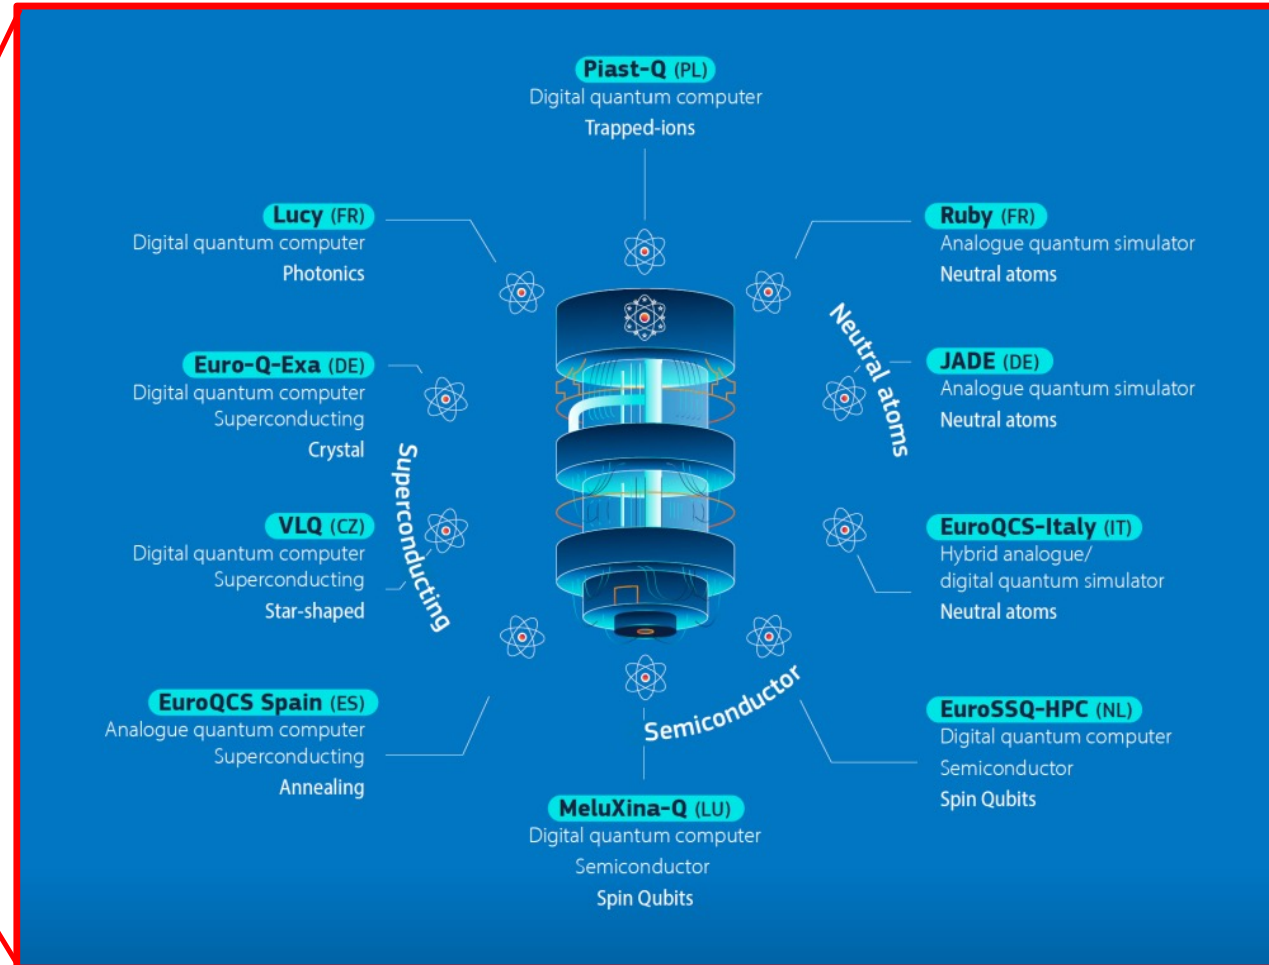 Piast-Q (PL)
Digital quantum computer
Trapped-ions
Lucy (FR)
Digital quantum computer
Photonics
Ruby (FR)
Analogue quantum simulator
Neutral atoms
Euro-Q-Exa (DE)
Digital quantum computer
Superconducting
Crystal
Neutral atoms
JADE (DE)
Analogue quantum simulator
Neutral atoms
Superconducting
VLQ (CZ)
Digital quantum computer
Superconducting
Star-shaped
EuroQCS-Italy (IT)
Hybrid analogue/
digital quantum simulator
Neutral atoms
EuroQCS Spain (ES)
Analogue quantum computer
Superconducting
Annealing
Semiconductor
MeluXina-Q (LU)
Digital quantum computer
Semiconductor
Spin Qubits
EuroSSQ-HPC (NL)
Digital quantum computer
Semiconductor
Spin Qubits